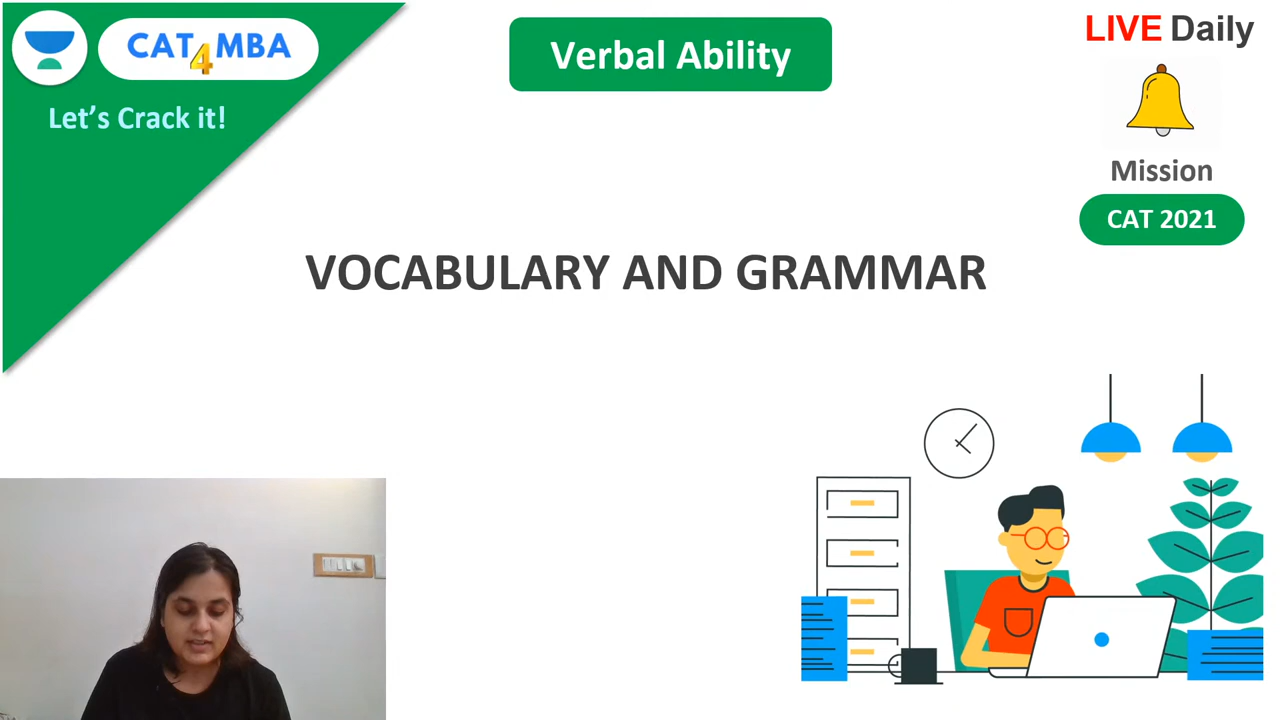 CAT4MBA
Let's Crack it!
Verbal Ability
LIVE Daily
Mission
CAT 2021
VOCABULARY AND GRAMMAR